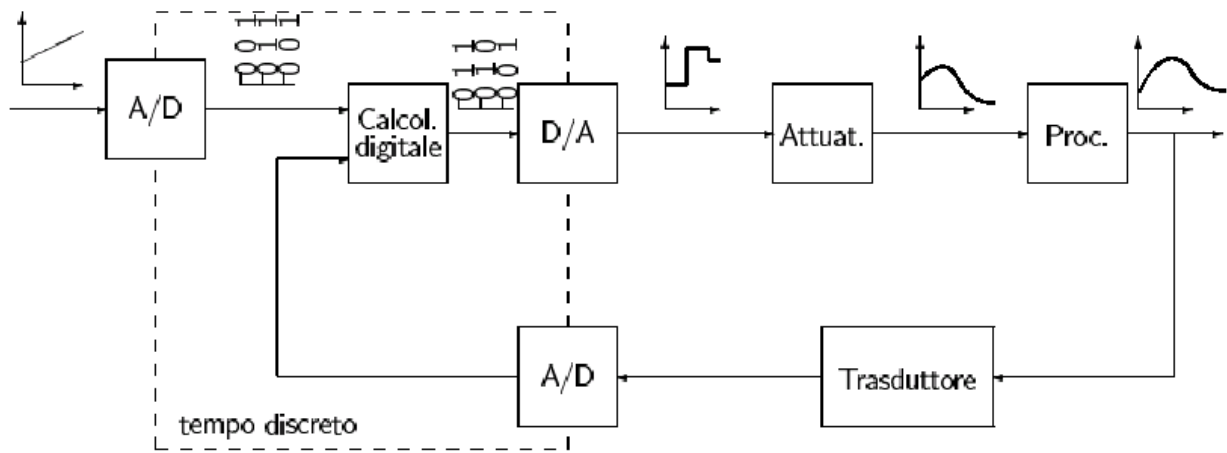 A/D
Calcol.
digitale
D/A
Attuat.
Proc.
A/D
Trasduttore
tempo discreto